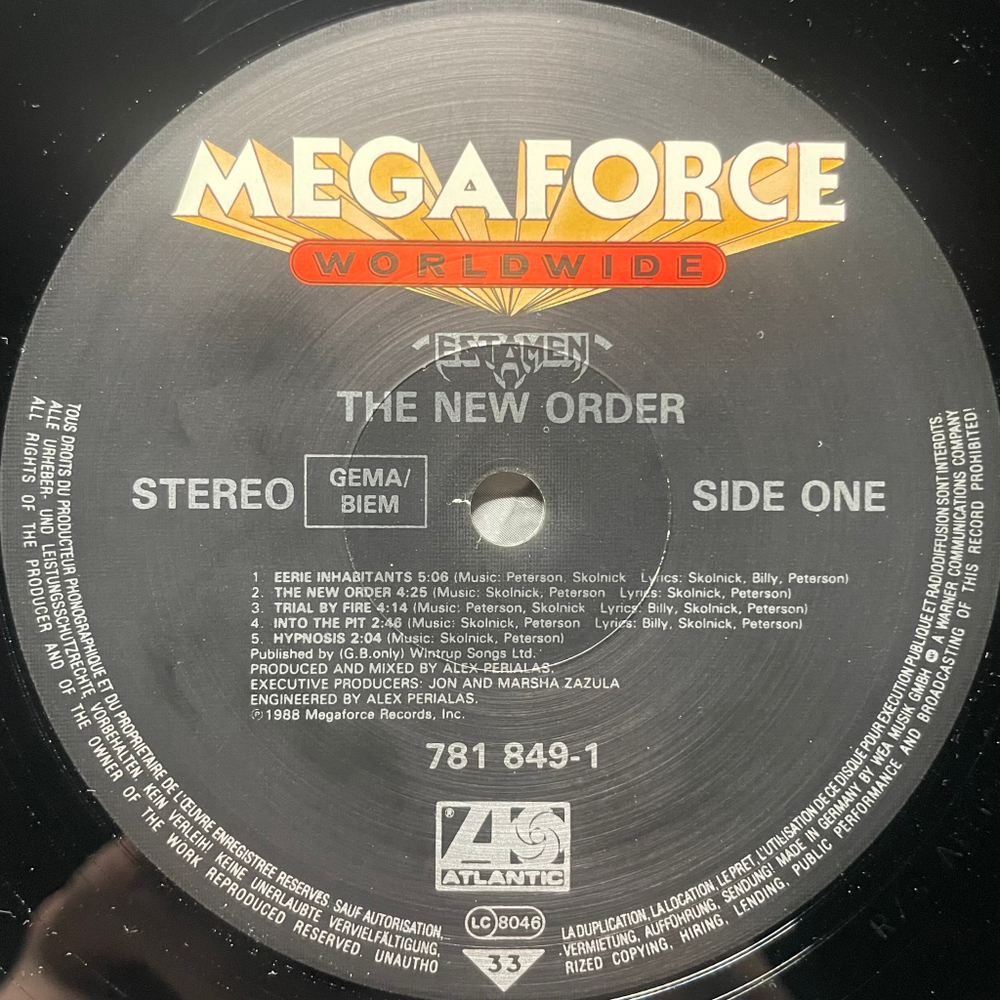 MEGAFORCE
WORLDWIDE
TESTAMENT
THE NEW ORDER
STEREO
GEMA/
BIEM
SIDE ONE
1 EERIE INHABITANTS 5:06 (Music: Peterson, Skolnick Lyrics: Skolnick, Billy, Peterson)
2. THE NEW ORDER 4:25 (Music: Skolnick, Peterson Lyrics: Skolnick, Peterson)
3. TRIAL BY FIRE 4:14 (Music: Peterson, Skolnick Lyrics: Billy, Skolnick, Peterson)
4. INTO THE PIT 2:46 (Music: Skolnick, Peterson Lyrics: Billy, Skolnick, Peterson)
5. HYPNOSIS 2:04 (Music: Skolnick, Peterson)
Published by (G.B.only) Wintrup Songs Ltd.
PRODUCED AND MIXED BY ALEX PERIALAS.
EXECUTIVE PRODUCERS: JON AND MARSHA ZAZULA
ENGINEERED BY ALEX PERIALAS.
℗1988 Megaforce Records, Inc.
781 849-1
®
ATLANTIC
LC 8046
33
TOUS DROITS DU PRODUCTEUR PHONOGRAPHIQUE ET DU PROPRIETAIRE DE L'ŒUVRE ENREGISTREE RESERVES. SAUF AUTORISATION,
LA DUPLICATION, LA LOCATION, LE PRET, L'UTILISATION DE CE DISQUE POUR EXECUTION PUBLIQUE ET RADIODIFFUSION SONT INTERDITS.
ALLE URHEBER- UND LEISTUNGSSCHUTZRECHTE VORBEHALTEN. KEIN VERLEIH! KEINE UNERLAUBTE VERVIELFÄLTIGUNG,
VERMIETUNG, AUFFÜHRUNG, SENDUNG! MADE IN GERMANY BY WEA MUSIK GMBH A WARNER COMMUNICATIONS COMPANY
ALL RIGHTS OF THE PRODUCER AND OF THE OWNER OF THE WORK REPRODUCED RESERVED. UNAUTHO
RIZED COPYING, HIRING, LENDING, PUBLIC PERFORMANCE AND BROADCASTING OF THIS RECORD PROHIBITED!